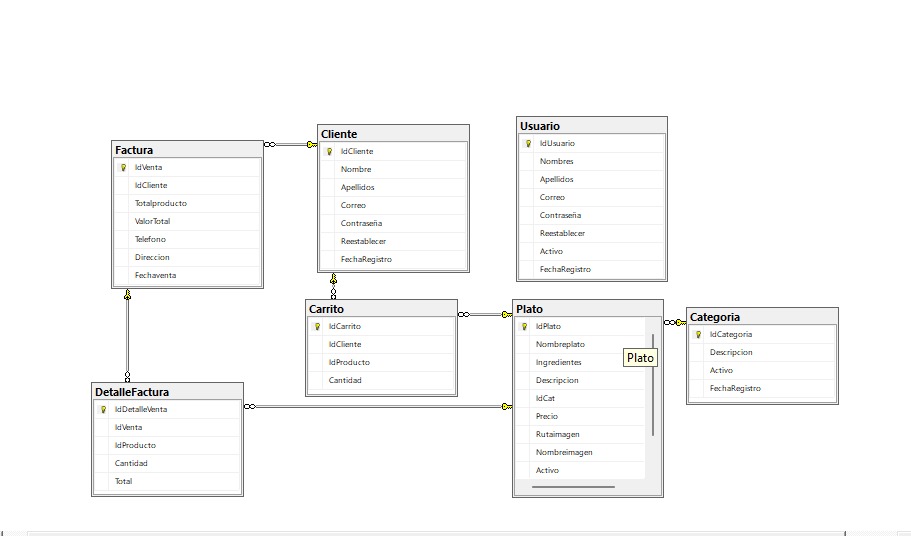 Factura
IdVenta
IdCliente
Totalproducto
ValorTotal
Telefono
Direccion
Fechaventa
Cliente
IdCliente
Nombre
Apellidos
Correo
Contraseña
Reestablecer
FechaRegistro
Usuario
IdUsuario
Nombres
Apellidos
Correo
Contraseña
Reestablecer
Activo
FechaRegistro
Carrito
IdCarrito
IdCliente
IdProducto
Cantidad
Plato
IdPlato
Nombreplato
Ingredientes
Descripcion
IdCat
Precio
Rutaimagen
Nombreimagen
Activo
Plato
Categoria
IdCategoria
Descripcion
Activo
FechaRegistro
DetalleFactura
IdDetalleVenta
IdVenta
IdProducto
Cantidad
Total